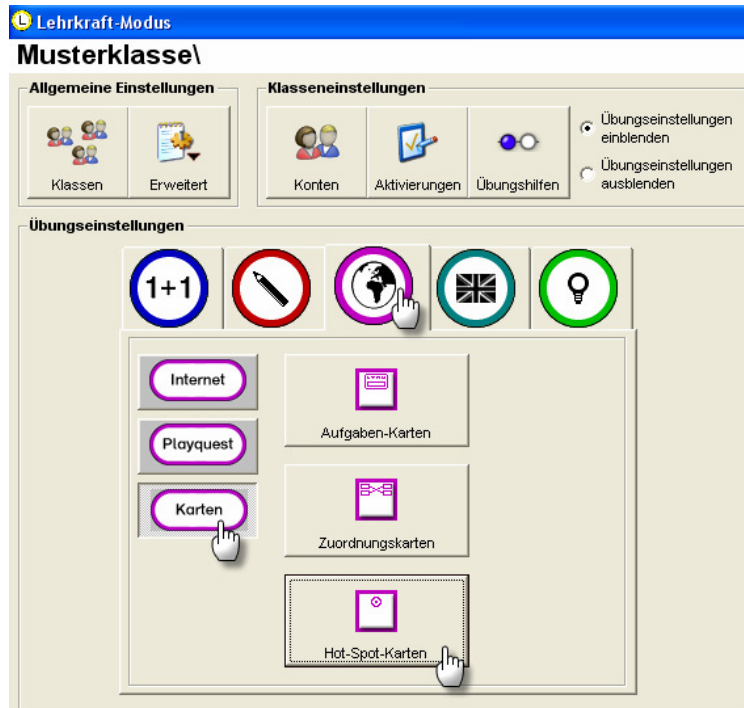 L Lehrkraft-Modus
Musterklasse\
Allgemeine Einstellungen
Klassen
Erweitert
Klasseneinstellungen
Konten
Aktivierungen
Übungshilfen
Übungseinstellungen
einblenden
Übungseinstellungen
ausblenden
Übungseinstellungen
1+1
Internet
Playquest
Karten
Aufgaben-Karten
Zuordnungskarten
Hot-Spot-Karten